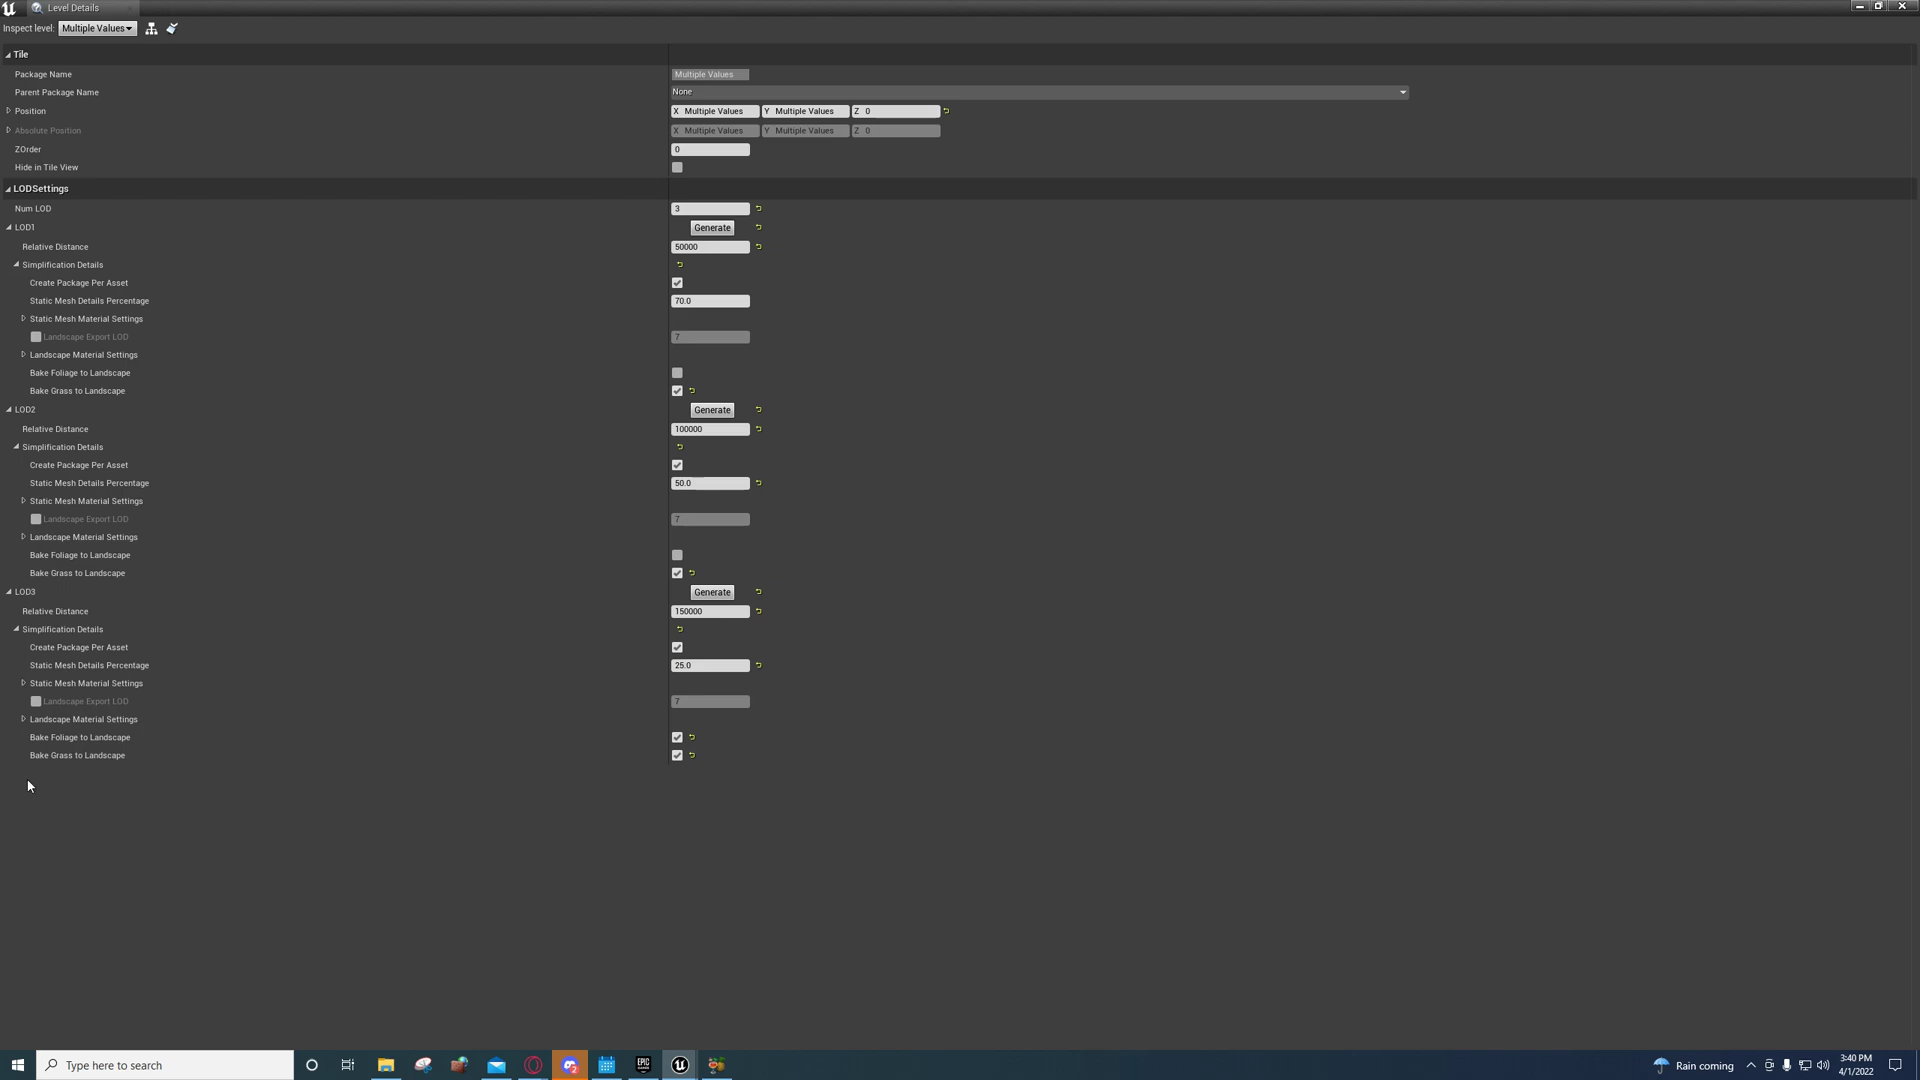 Level Details
Inspect level: Multiple Values
Tile
Package Name Multiple Values
Parent Package Name None
Position X Multiple Values Y Multiple Values Z 0
Absolute Position X Multiple Values Y Multiple Values Z 0
ZOrder 0
Hide in Tile View
LODSettings
Num LOD 3
LOD1 Generate
Relative Distance 50000
Simplification Details
Create Package Per Asset
Static Mesh Details Percentage 70.0
Static Mesh Material Settings
Landscape Export LOD 7
Landscape Material Settings
Bake Foliage to Landscape
Bake Grass to Landscape
LOD2 Generate
Relative Distance 100000
Simplification Details
Create Package Per Asset
Static Mesh Details Percentage 50.0
Static Mesh Material Settings
Landscape Export LOD 7
Landscape Material Settings
Bake Foliage to Landscape
Bake Grass to Landscape
LOD3 Generate
Relative Distance 150000
Simplification Details
Create Package Per Asset
Static Mesh Details Percentage 25.0
Static Mesh Material Settings
Landscape Export LOD 7
Landscape Material Settings
Bake Foliage to Landscape
Bake Grass to Landscape
Type here to search
EPIC
Rain coming
3:40 PM
4/1/2022